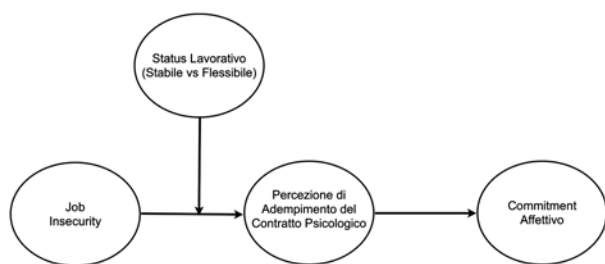 Status Lavorativo
(Stabile vs Flessibile)
Job
Insecurity
Percezione di
Adempimento del
Contratto Psicologico
Commitment
Affettivo